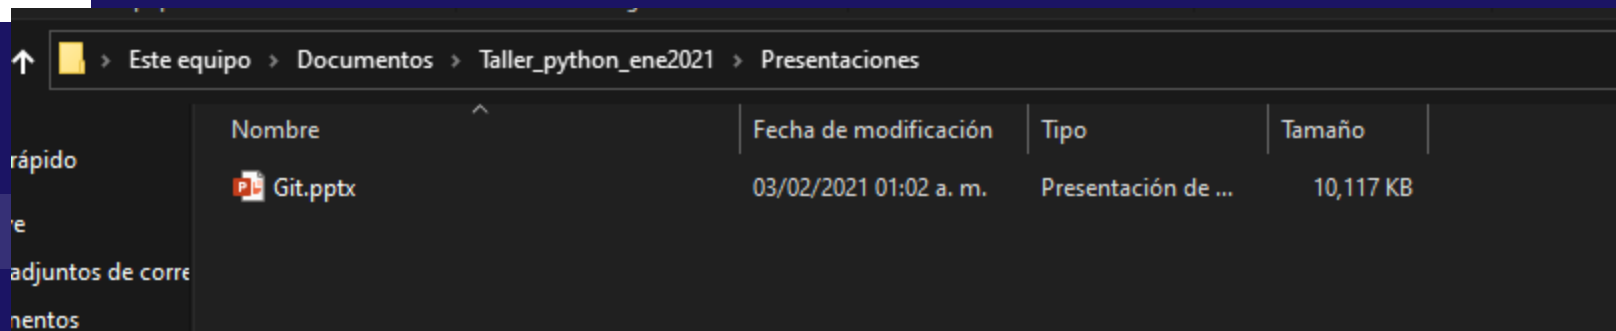 Este equipo > Documentos > Taller_python_ene2021 > Presentaciones
Nombre Fecha de modificación Tipo Tamaño
rápido
Git.pptx 03/02/2021 01:02 a. m. Presentación de ... 10,117 KB
adjuntos de corre
mentos